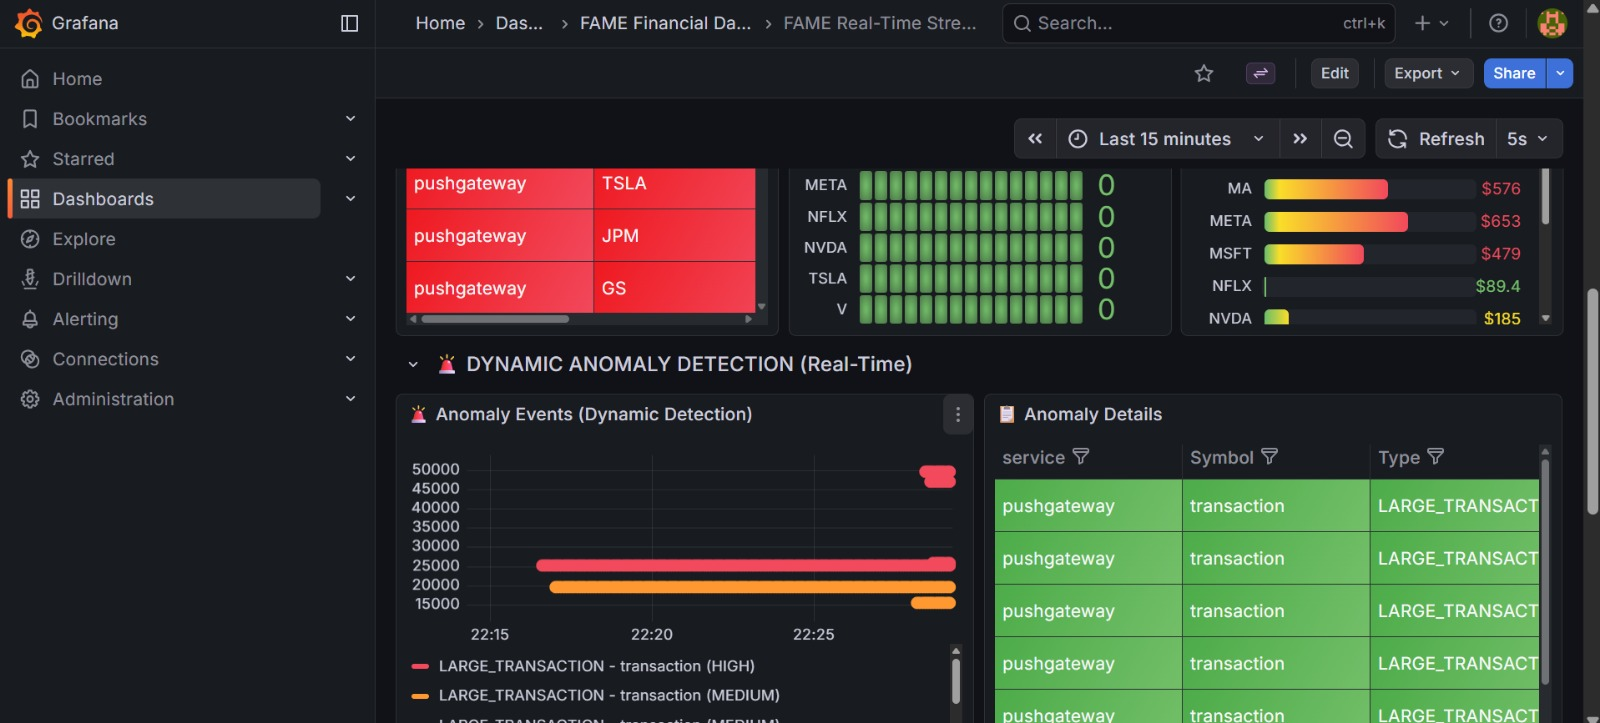 Grafana
Home › Das... › FAME Financial Da... › FAME Real-Time Stre...
Search... ctrl+k
Home
Bookmarks
Starred
Dashboards
Explore
Drilldown
Alerting
Connections
Administration
Edit
Export
Share
Last 15 minutes
Refresh
5s
pushgateway TSLA
pushgateway JPM
pushgateway GS
META 0
NFLX 0
NVDA 0
TSLA 0
V 0
MA $576
META $653
MSFT $479
NFLX $89.4
NVDA $185
DYNAMIC ANOMALY DETECTION (Real-Time)
Anomaly Events (Dynamic Detection)
50000
45000
40000
35000
30000
25000
20000
15000
22:15 22:20 22:25
LARGE_TRANSACTION - transaction (HIGH)
LARGE_TRANSACTION - transaction (MEDIUM)
LARGE_TRANSACTION - transaction (MEDIUM)
Anomaly Details
service Symbol Type
pushgateway transaction LARGE_TRANSACT
pushgateway transaction LARGE_TRANSACT
pushgateway transaction LARGE_TRANSACT
pushgateway transaction LARGE_TRANSACT
pushgateway transaction LARGE_TRANSACT